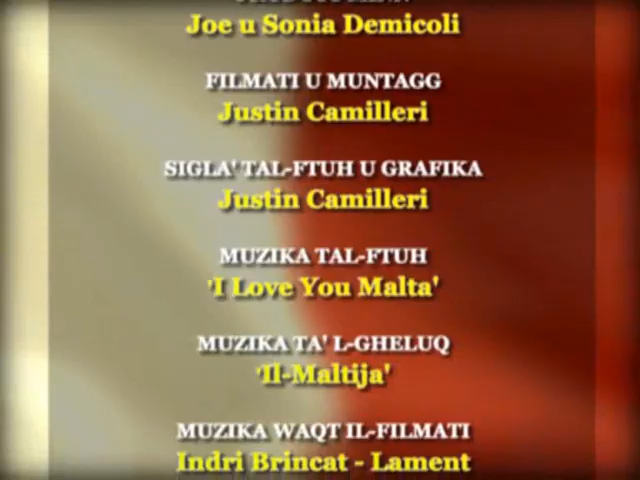 Joe u Sonia Demicoli
FILMATI U MUNTAGG
Justin Camilleri
SIGLA' TAL-FTUH U GRAFIKA
Justin Camilleri
MUZIKA TAL-FTUH
'I Love You Malta'
MUZIKA TA' L-GHELUQ
'Il-Maltija'
MUZIKA WAQT IL-FILMATI
Indri Brincat - Lament